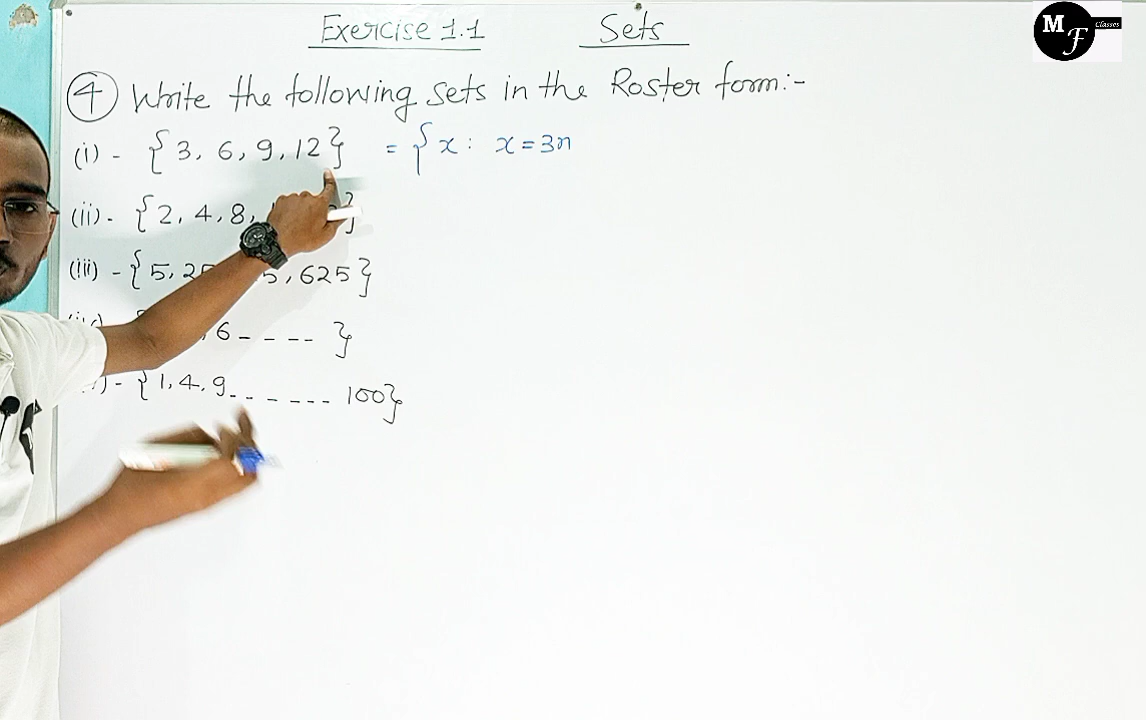 Exercise 1.1 Sets
MF Classes
4 Write the following sets in the Roster form:-
(i) - {3, 6, 9, 12} = {x : x = 3n
(ii) - {2, 4, 8, }
(iii) - {5, 25 , 625}
6 - - - - }
- {1, 4, 9 - - - - - - 100}